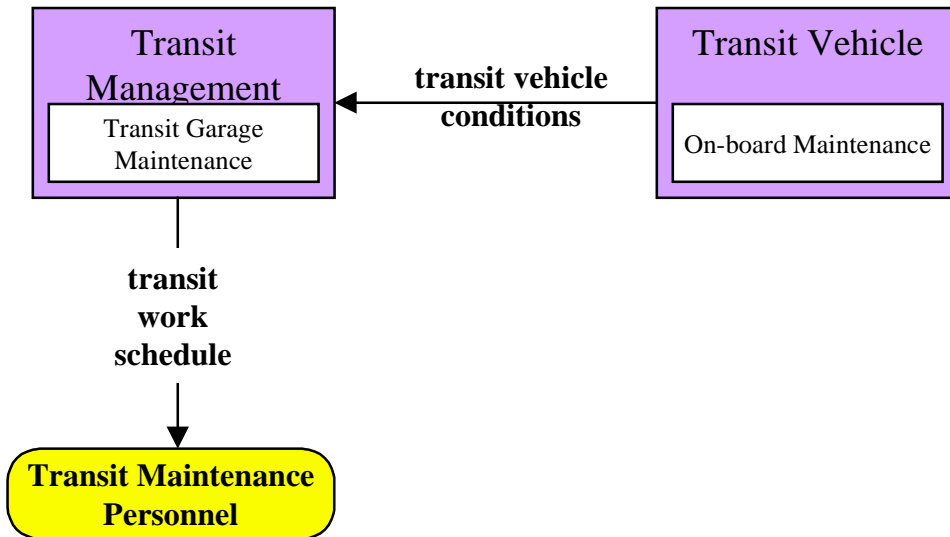 Transit
Management
Transit Garage
Maintenance
transit vehicle
conditions
Transit Vehicle
On-board Maintenance
transit
work
schedule
Transit Maintenance
Personnel